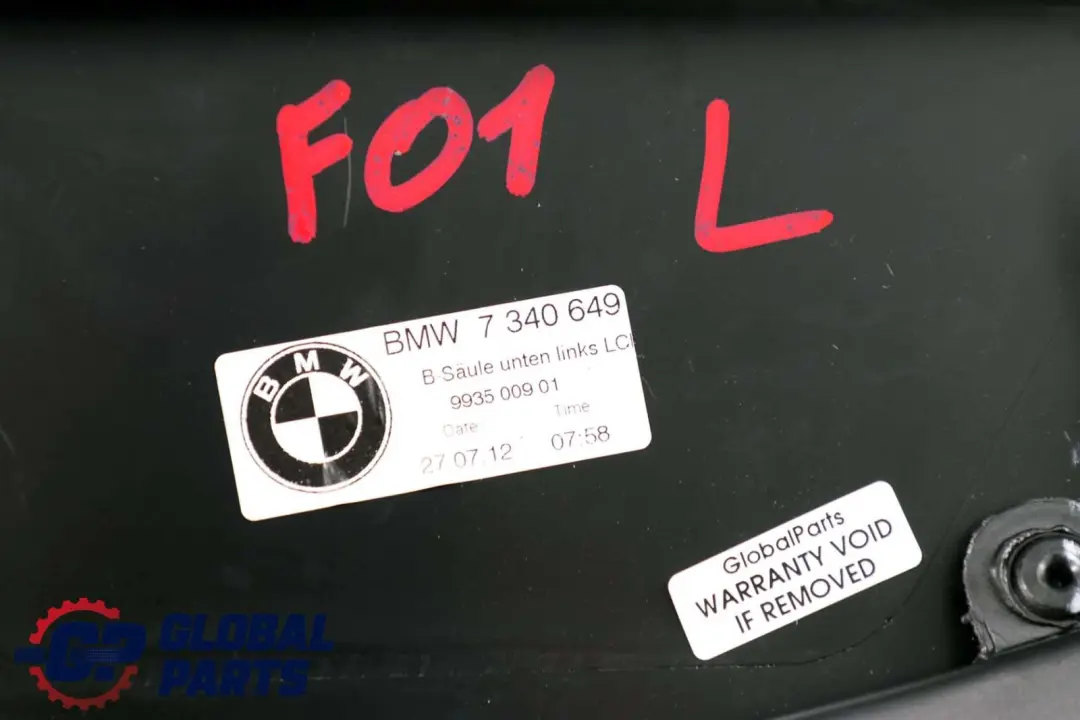 F01 L
BMW 7 340 649
BMW
B-Säule unten links LCI
9935 009 01
Date Time
27.07.12 07:58
GlobalParts
WARRANTY VOID
IF REMOVED
GP GLOBAL
PARTS